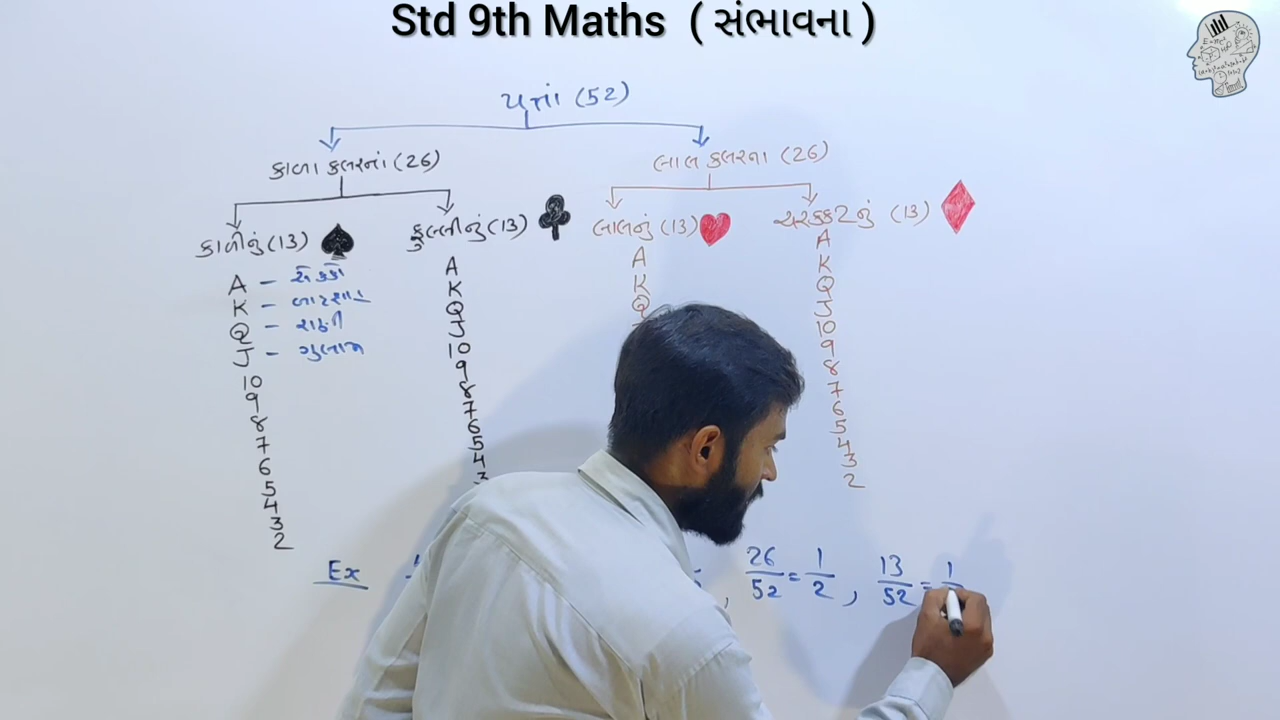 Std 9th Maths ( સંભાવના )
પત્તાં (52)
કાળા કલરનાં (26)
લાલ કલરના (26)
કાળીનું (13)
ફુલ્લીનું (13)
લાલનું (13)
ચરકટનું (13)
A – એક્કો
K – બાદશાહ
Q – રાણી
J – ગુલામ
10
9
8
7
6
5
4
3
2
A
K
Q
J
10
9
8
7
6
5
4
3
A
K
Q
A
K
Q
J
10
9
8
7
6
5
4
3
2
Ex
, 26/52 = 1/2 , 13/52 = 1